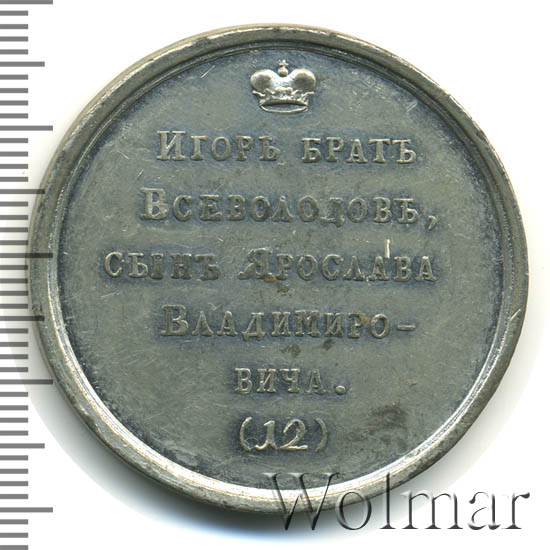 Игорь братъ
Всеволодовъ,
сынъ Ярослава
Владимиро-
вича.
(12)
Wolmar